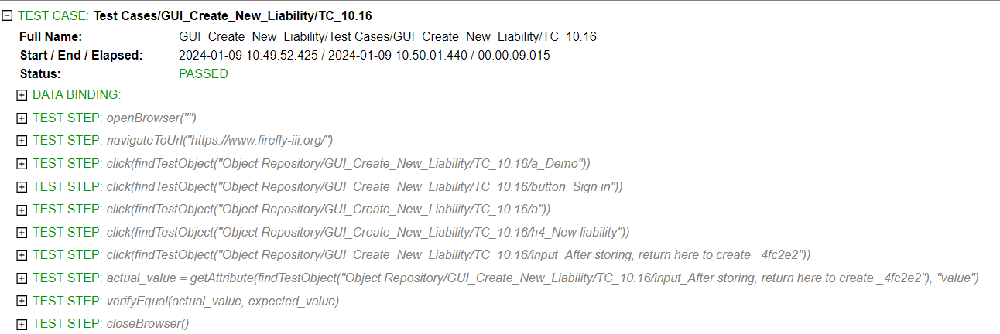 TEST CASE: Test Cases/GUI_Create_New_Liability/TC_10.16
Full Name: GUI_Create_New_Liability/Test Cases/GUI_Create_New_Liability/TC_10.16
Start / End / Elapsed: 2024-01-09 10:49:52.425 / 2024-01-09 10:50:01.440 / 00:00:09.015
Status: PASSED
DATA BINDING:
TEST STEP: openBrowser("")
TEST STEP: navigateToUrl("https://www.firefly-iii.org/")
TEST STEP: click(findTestObject("Object Repository/GUI_Create_New_Liability/TC_10.16/a_Demo"))
TEST STEP: click(findTestObject("Object Repository/GUI_Create_New_Liability/TC_10.16/button_Sign in"))
TEST STEP: click(findTestObject("Object Repository/GUI_Create_New_Liability/TC_10.16/a"))
TEST STEP: click(findTestObject("Object Repository/GUI_Create_New_Liability/TC_10.16/h4_New liability"))
TEST STEP: click(findTestObject("Object Repository/GUI_Create_New_Liability/TC_10.16/input_After storing, return here to create _4fc2e2"))
TEST STEP: actual_value = getAttribute(findTestObject("Object Repository/GUI_Create_New_Liability/TC_10.16/input_After storing, return here to create _4fc2e2"), "value")
TEST STEP: verifyEqual(actual_value, expected_value)
TEST STEP: closeBrowser()